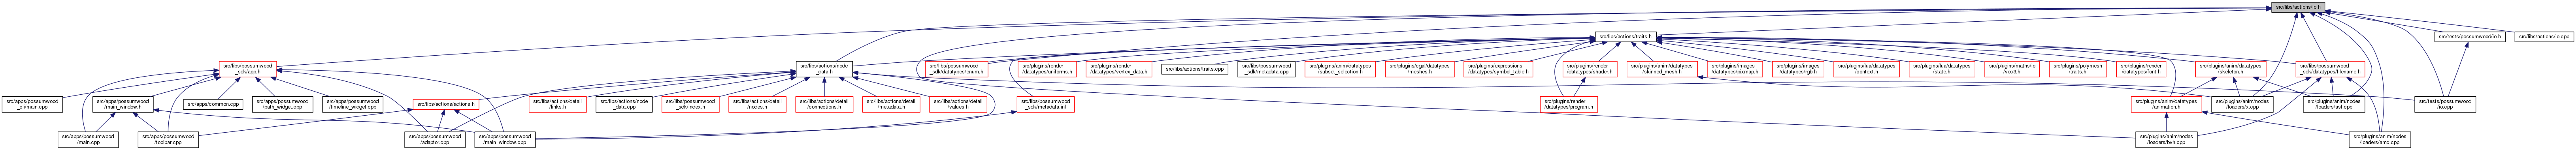 src/libs/actions/io.h
src/libs/actions/traits.h
src/tests/possumwood/io.h
src/libs/actions/io.cpp
src/libs/possumwood
_sdk/app.h
src/libs/actions/node
_data.h
src/libs/possumwood
_sdk/datatypes/enum.h
src/plugins/render
/datatypes/uniforms.h
src/plugins/render
/datatypes/vertex_data.h
src/libs/actions/traits.cpp
src/libs/possumwood
_sdk/metadata.cpp
src/plugins/anim/datatypes
/subset_selection.h
src/plugins/cgal/datatypes
/meshes.h
src/plugins/expressions
/datatypes/symbol_table.h
src/plugins/render
/datatypes/shader.h
src/plugins/anim/datatypes
/skinned_mesh.h
src/plugins/images
/datatypes/pixmap.h
src/plugins/images
/datatypes/rgb.h
src/plugins/lua/datatypes
/context.h
src/plugins/lua/datatypes
/state.h
src/plugins/maths/io
/vec3.h
src/plugins/polymesh
/traits.h
src/plugins/render
/datatypes/font.h
src/plugins/anim/datatypes
/skeleton.h
src/libs/possumwood
_sdk/datatypes/filename.h
src/apps/possumwood
_cli/main.cpp
src/apps/possumwood
/main_window.h
src/apps/common.cpp
src/apps/possumwood
/path_widget.cpp
src/apps/possumwood
/timeline_widget.cpp
src/libs/actions/actions.h
src/libs/actions/detail
/links.h
src/libs/actions/node
_data.cpp
src/libs/possumwood
_sdk/index.h
src/libs/actions/detail
/nodes.h
src/libs/actions/detail
/connections.h
src/libs/actions/detail
/metadata.h
src/libs/actions/detail
/values.h
src/libs/possumwood
_sdk/metadata.inl
src/plugins/render
/datatypes/program.h
src/plugins/anim/datatypes
/animation.h
src/plugins/anim/nodes
/loaders/x.cpp
src/plugins/anim/nodes
/loaders/asf.cpp
src/tests/possumwood
/io.cpp
src/apps/possumwood
/main.cpp
src/apps/possumwood
/toolbar.cpp
src/apps/possumwood
/adaptor.cpp
src/apps/possumwood
/main_window.cpp
src/plugins/anim/nodes
/loaders/bvh.cpp
src/plugins/anim/nodes
/loaders/amc.cpp